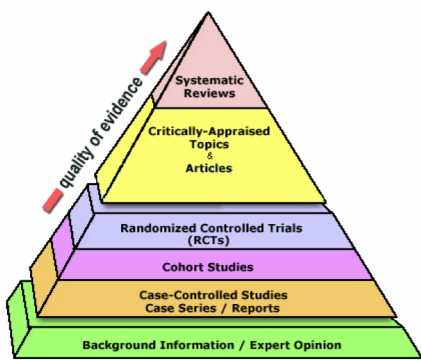 quality of evidence
Systematic
Reviews
Critically-Appraised
Topics
&
Articles
Randomized Controlled Trials
(RCTs)
Cohort Studies
Case-Controlled Studies
Case Series / Reports
Background Information / Expert Opinion